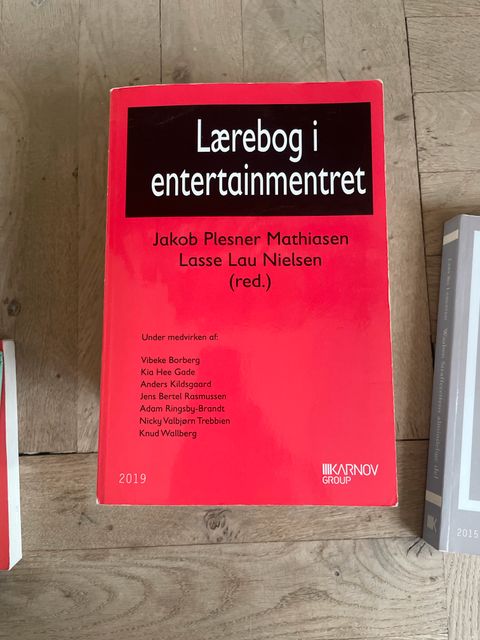 Lærebog i
entertainmentret
Jakob Plesner Mathiasen
Lasse Lau Nielsen
(red.)
Under medvirken af:
Vibeke Borberg
Kia Hee Gade
Anders Kildsgaard
Jens Bertel Rasmussen
Adam Ringsby-Brandt
Nicky Valbjørn Trebbien
Knud Wallberg
2019
KARNOV
GROUP
2015